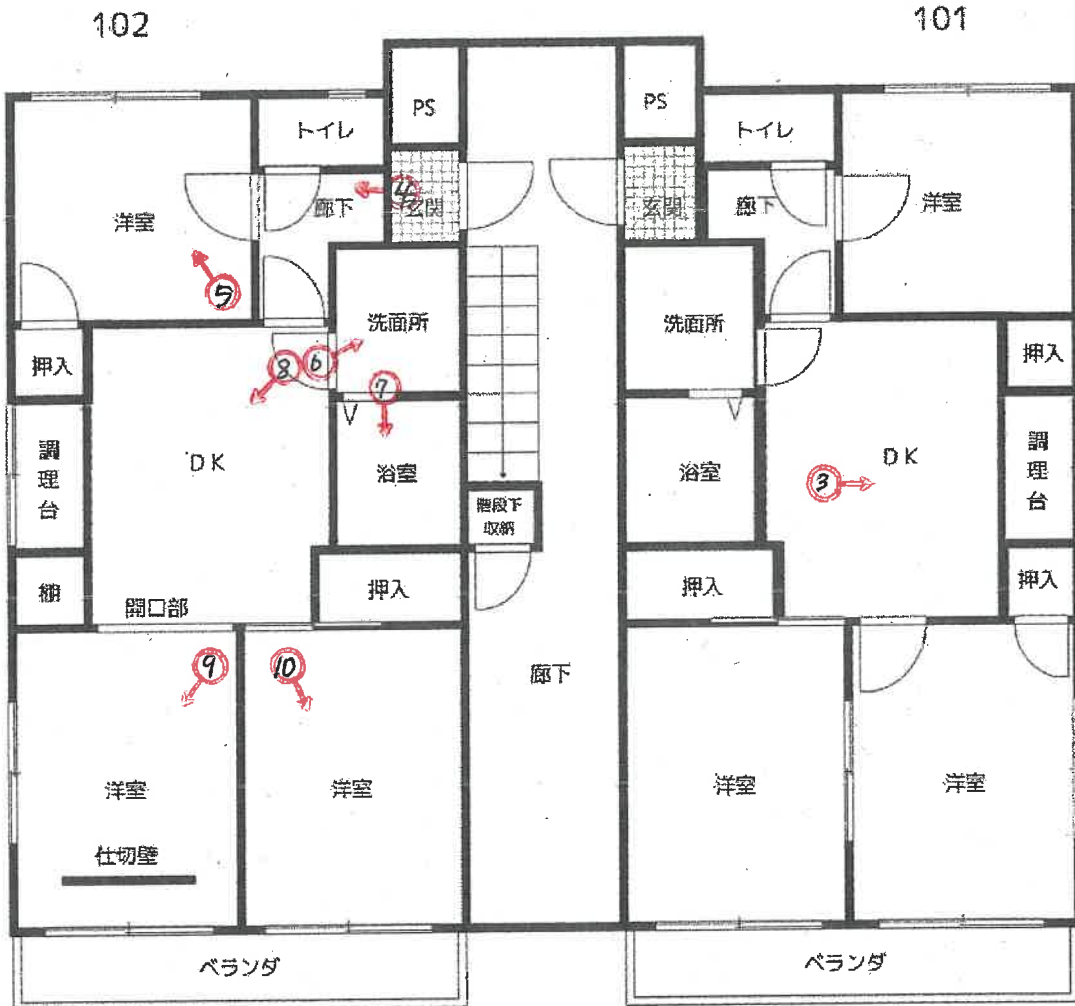 102
101
PS
PS
トイレ
トイレ
④
玄関
廊下
玄関
廊下
洋室
洋室
⑤
洗面所
洗面所
⑧
⑥
⑦
押入
押入
調理台
DK
浴室
階段下
収納
浴室
③
DK
調理台
棚
押入
押入
押入
開口部
⑨
⑩
廊下
洋室
洋室
洋室
洋室
仕切壁
ベランダ
ベランダ